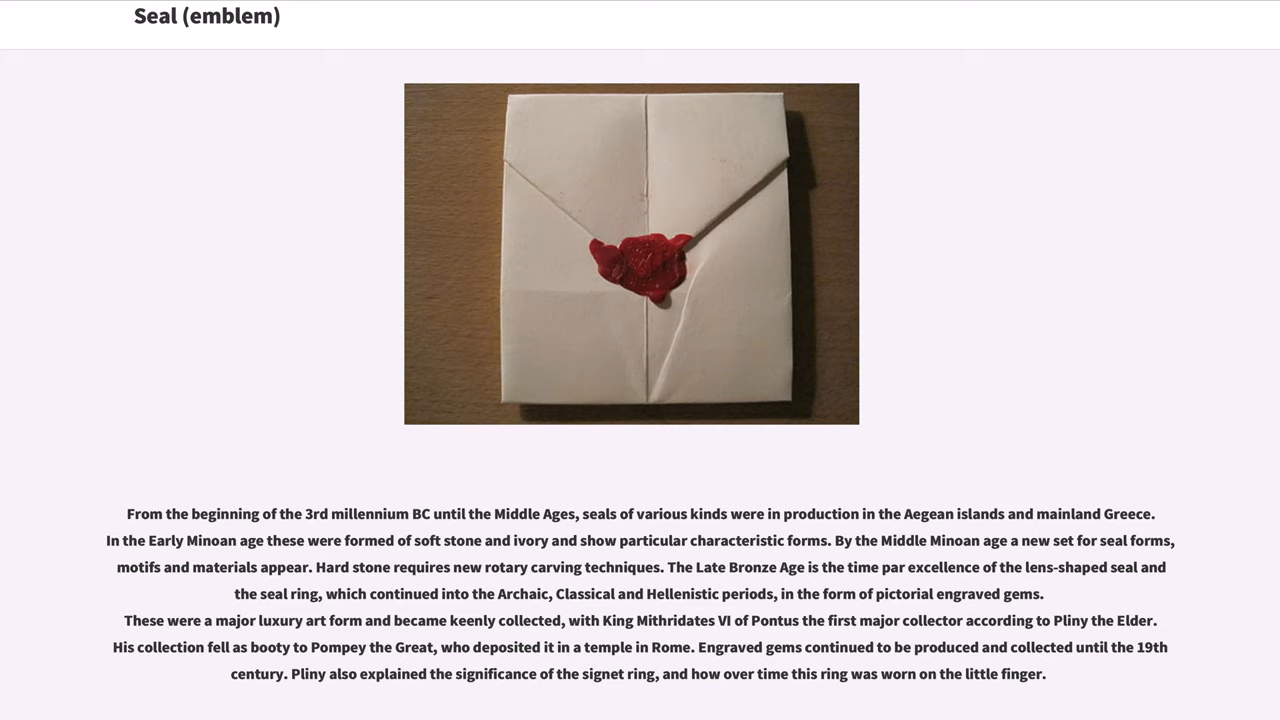 Seal (emblem)
From the beginning of the 3rd millennium BC until the Middle Ages, seals of various kinds were in production in the Aegean islands and mainland Greece.
In the Early Minoan age these were formed of soft stone and ivory and show particular characteristic forms. By the Middle Minoan age a new set for seal forms,
motifs and materials appear. Hard stone requires new rotary carving techniques. The Late Bronze Age is the time par excellence of the lens-shaped seal and
the seal ring, which continued into the Archaic, Classical and Hellenistic periods, in the form of pictorial engraved gems.
These were a major luxury art form and became keenly collected, with King Mithridates VI of Pontus the first major collector according to Pliny the Elder.
His collection fell as booty to Pompey the Great, who deposited it in a temple in Rome. Engraved gems continued to be produced and collected until the 19th
century. Pliny also explained the significance of the signet ring, and how over time this ring was worn on the little finger.